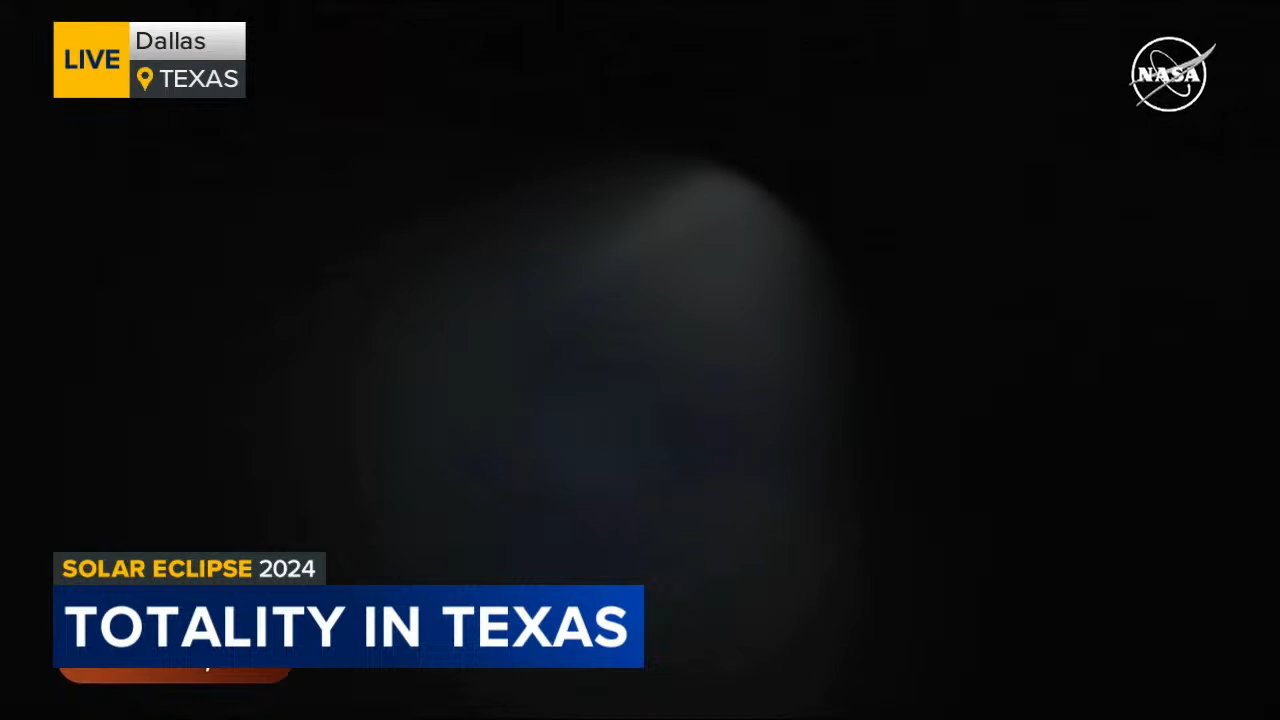 LIVE
Dallas
TEXAS
NASA
SOLAR ECLIPSE 2024
TOTALITY IN TEXAS